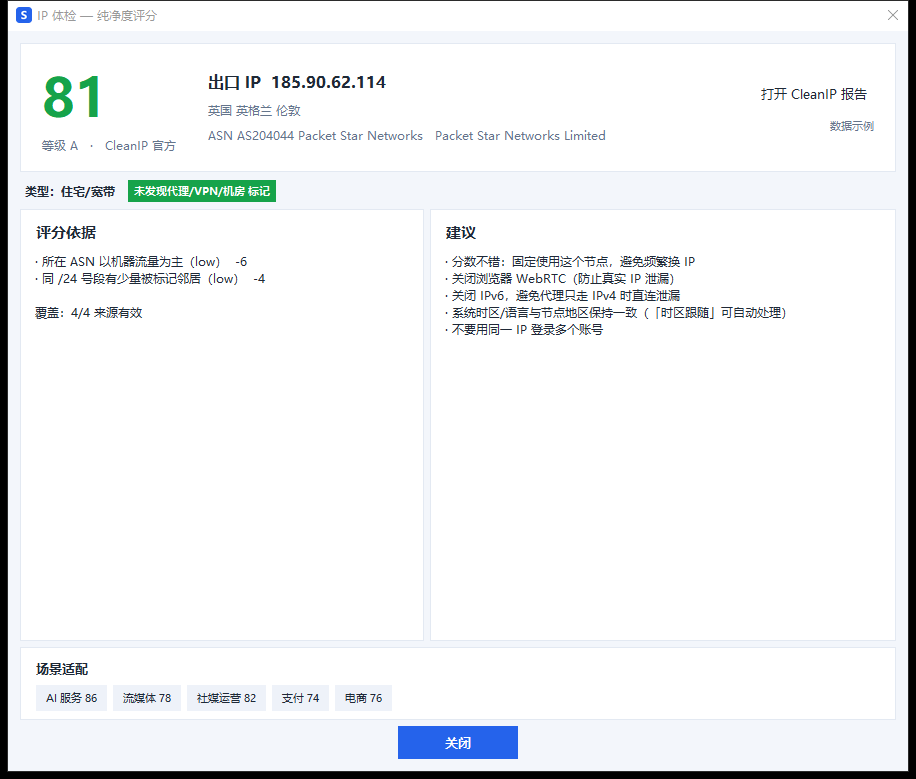 S IP 体检 — 纯净度评分
81
等级 A · CleanIP 官方
出口 IP 185.90.62.114
英国 英格兰 伦敦
ASN AS204044 Packet Star Networks Packet Star Networks Limited
打开 CleanIP 报告
数据示例
类型：住宅/宽带 未发现代理/VPN/机房 标记
评分依据
· 所在 ASN 以机器流量为主（low） -6
· 同 /24 号段有少量被标记邻居（low） -4
覆盖：4/4 来源有效
建议
· 分数不错：固定使用这个节点，避免频繁换 IP
· 关闭浏览器 WebRTC（防止真实 IP 泄漏）
· 关闭 IPv6，避免代理只走 IPv4 时直连泄漏
· 系统时区/语言与节点地区保持一致（「时区跟随」可自动处理）
· 不要用同一 IP 登录多个账号
场景适配
AI 服务 86 流媒体 78 社媒运营 82 支付 74 电商 76
关闭